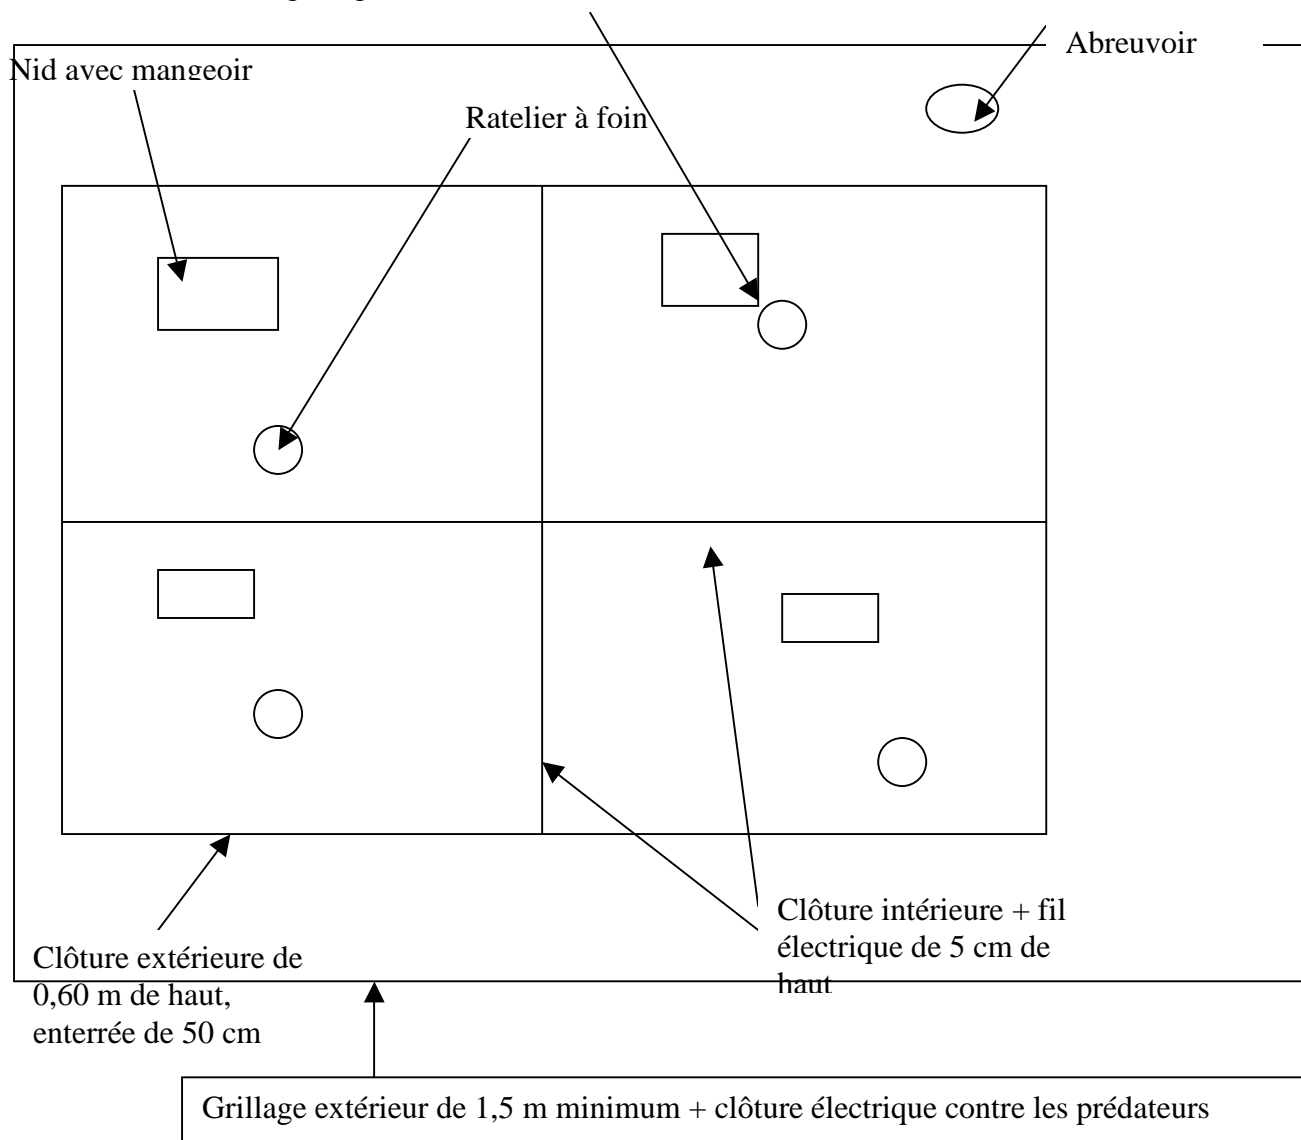 Abreuvoir
Nid avec mangeoir
Ratelier à foin
Clôture intérieure + fil
électrique de 5 cm de
haut
Clôture extérieure de
0,60 m de haut,
enterrée de 50 cm
Grillage extérieur de 1,5 m minimum + clôture électrique contre les prédateurs